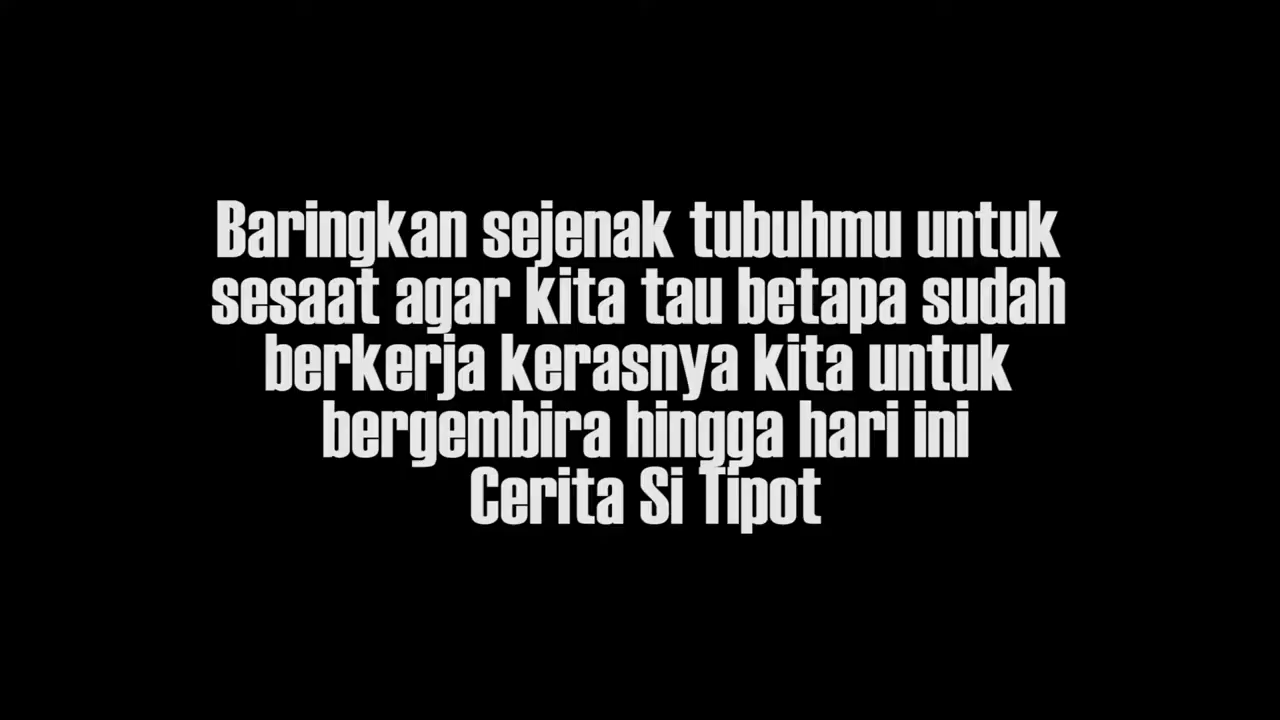 Baringkan sejenak tubuhmu untuk
sesaat agar kita tau betapa sudah
berkerja kerasnya kita untuk
bergembira hingga hari ini
Cerita Si Tipot